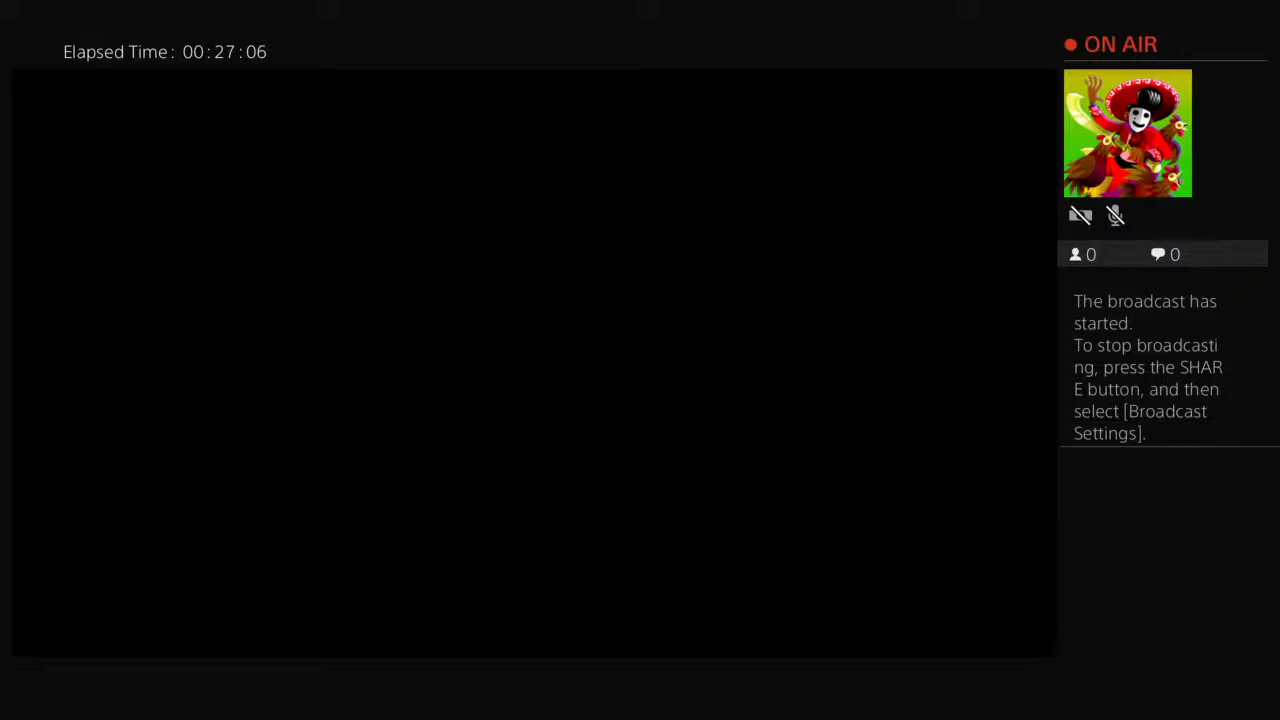 Elapsed Time: 00:27:06
ON AIR
0 0
The broadcast has
started.
To stop broadcasti
ng, press the SHAR
E button, and then
select [Broadcast
Settings].